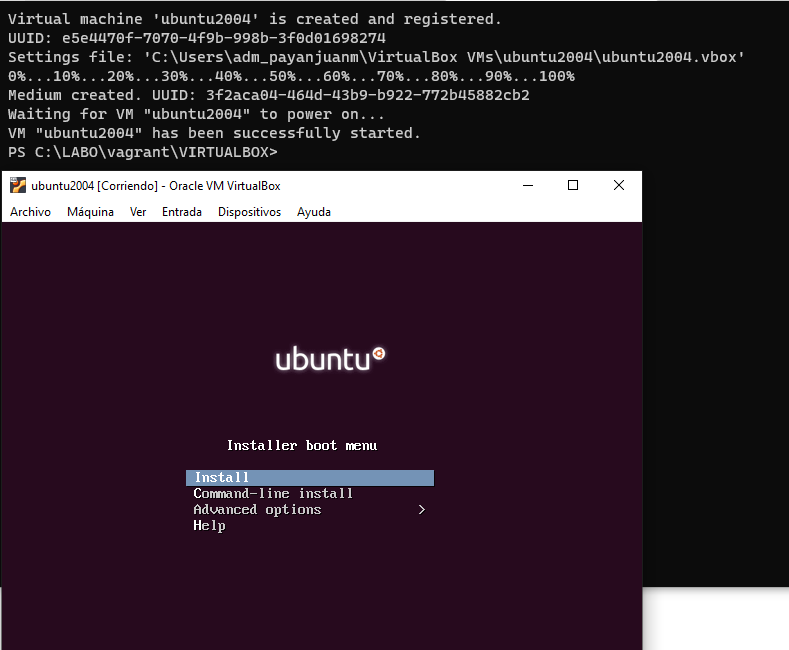 Virtual machine 'ubuntu2004' is created and registered.
UUID: e5e4470f-7070-4f9b-998b-3f0d01698274
Settings file: 'C:\Users\adm_payanjuanm\VirtualBox VMs\ubuntu2004\ubuntu2004.vbox'
0%...10%...20%...30%...40%...50%...60%...70%...80%...90%...100%
Medium created. UUID: 3f2aca04-464d-43b9-b922-772b45882cb2
Waiting for VM "ubuntu2004" to power on...
VM "ubuntu2004" has been successfully started.
PS C:\LABO\vagrant\VIRTUALBOX>
ubuntu2004 [Corriendo] - Oracle VM VirtualBox
Archivo Máquina Ver Entrada Dispositivos Ayuda
ubuntu
Installer boot menu
Install
Command-line install
Advanced options >
Help